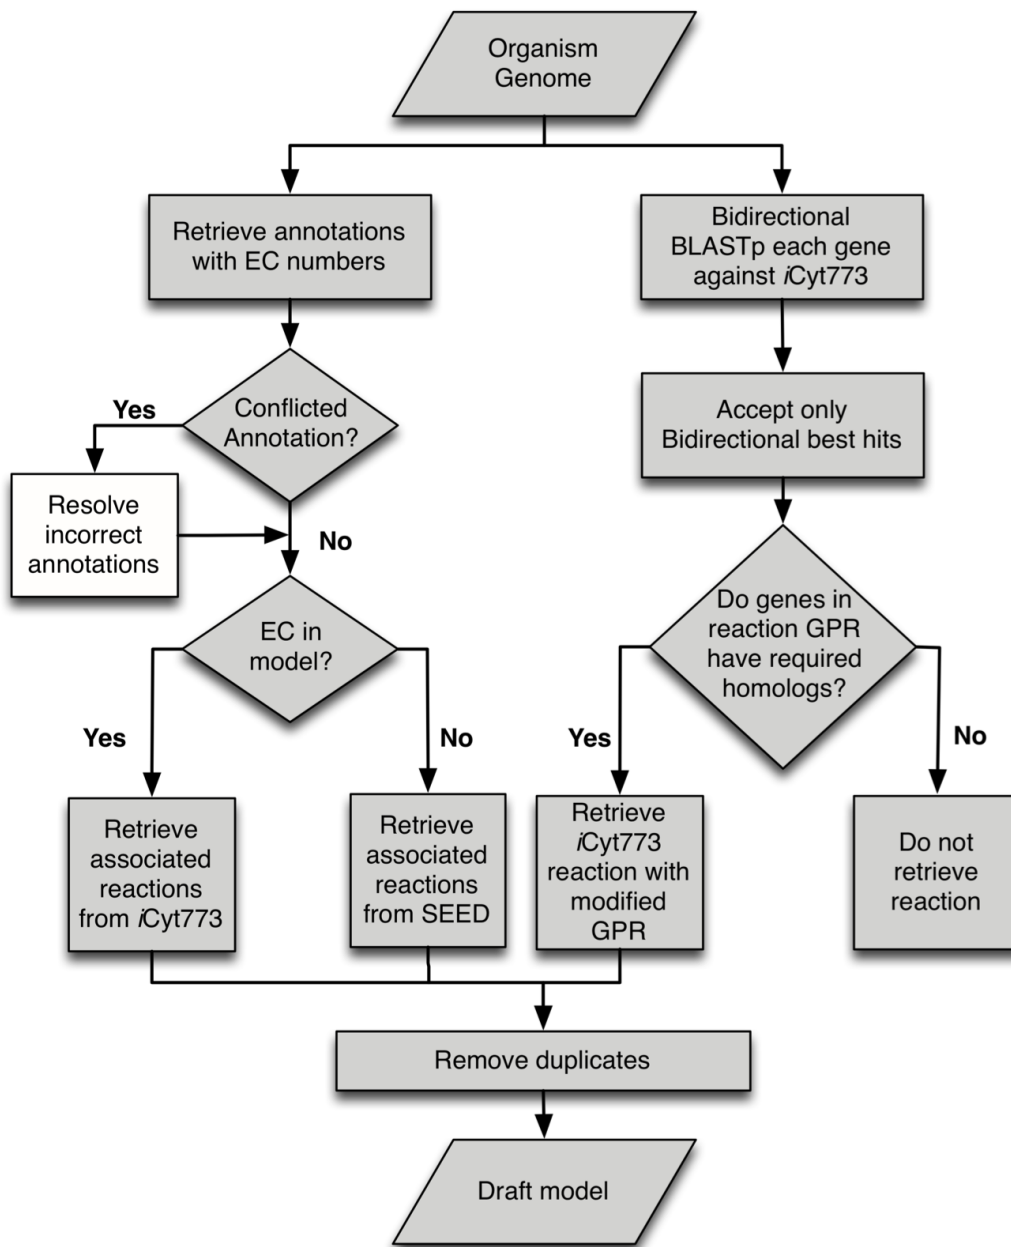 Organism
Genome
Retrieve annotations
with EC numbers
Bidirectional
BLASTp each gene
against iCyt773
Conflicted
Annotation?
Yes
Accept only
Bidirectional best hits
Resolve
incorrect
annotations
No
EC in
model?
Do genes in
reaction GPR
have required
homologs?
Yes
No
Yes
No
Retrieve
associated
reactions
from iCyt773
Retrieve
associated
reactions
from SEED
Retrieve
iCyt773
reaction with
modified
GPR
Do not
retrieve
reaction
Remove duplicates
Draft model